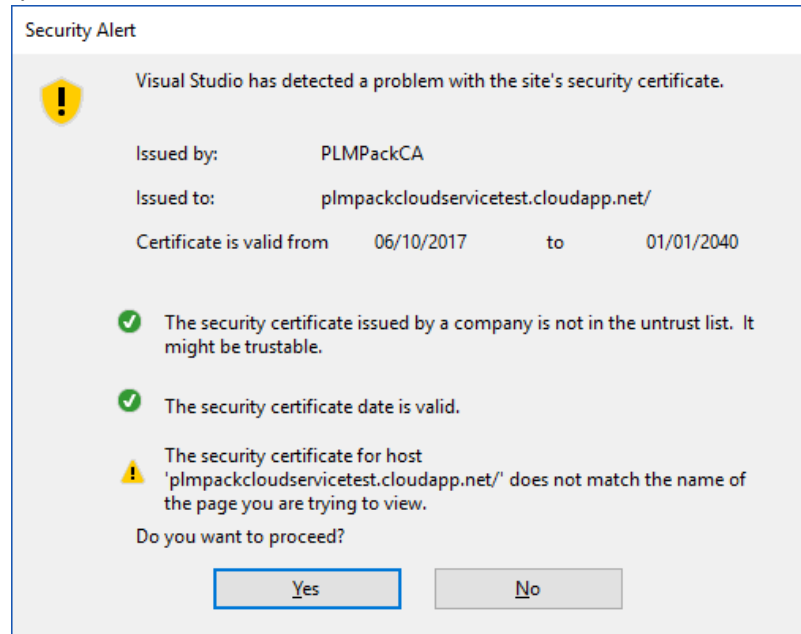 Security Alert
Visual Studio has detected a problem with the site's security certificate.
Issued by: PLMPackCA
Issued to: plmpackcloudservicetest.cloudapp.net/
Certificate is valid from 06/10/2017 to 01/01/2040
The security certificate issued by a company is not in the untrust list. It
might be trustable.
The security certificate date is valid.
The security certificate for host
'plmpackcloudservicetest.cloudapp.net/' does not match the name of
the page you are trying to view.
Do you want to proceed?
Yes No